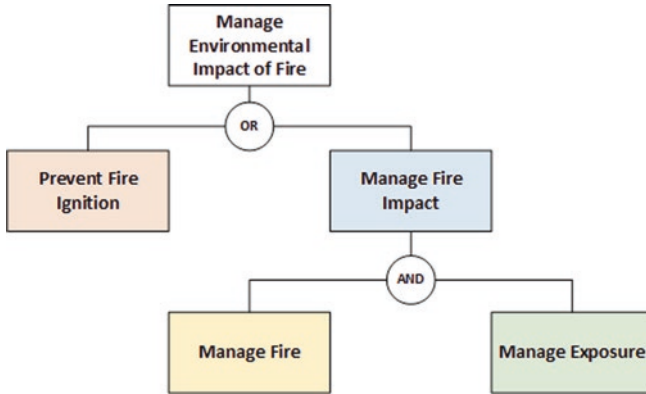 Manage
Environmental
Impact of Fire
OR
Prevent Fire
Ignition
Manage Fire
Impact
AND
Manage Fire
Manage Exposure